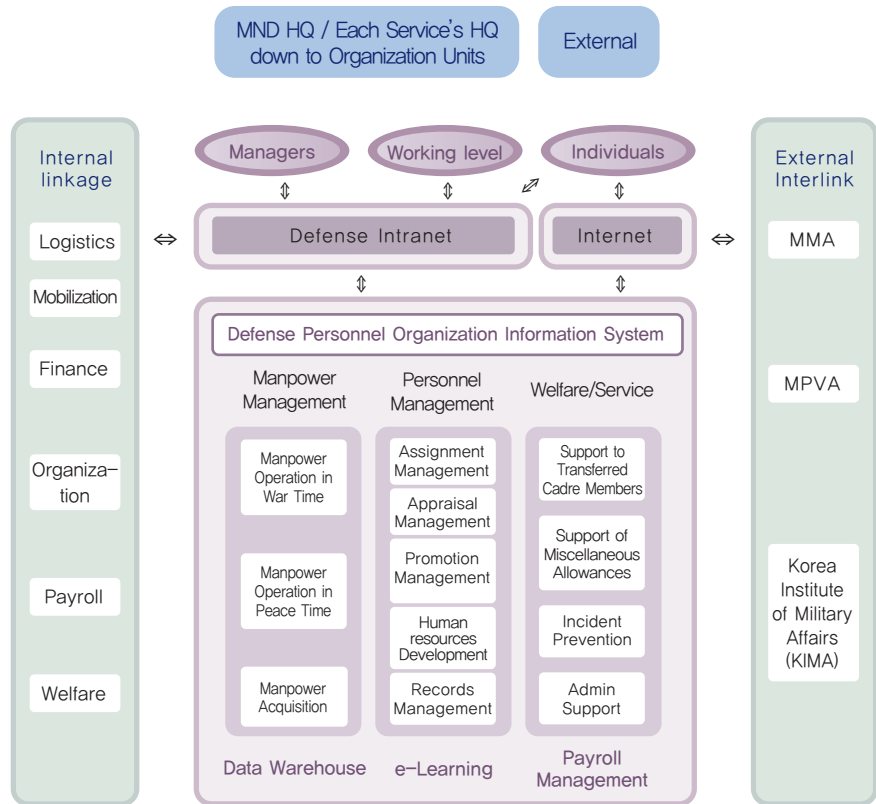 MND HQ / Each Service's HQ
down to Organization Units
External
Internal
linkage
Logistics
Mobilization
Finance
Organiza-
tion
Payroll
Welfare
Managers
Working level
Individuals
Defense Intranet
Internet
Defense Personnel Organization Information System
Manpower
Management
Manpower
Operation in
War Time
Manpower
Operation in
Peace Time
Manpower
Acquisition
Data Warehouse
Personnel
Management
Assignment
Management
Appraisal
Management
Promotion
Management
Human
resources
Development
Records
Management
e-Learning
Welfare/Service
Support to
Transferred
Cadre Members
Support of
Miscellaneous
Allowances
Incident
Prevention
Admin
Support
Payroll
Management
External
Interlink
MMA
MPVA
Korea
Institute
of Military
Affairs
(KIMA)